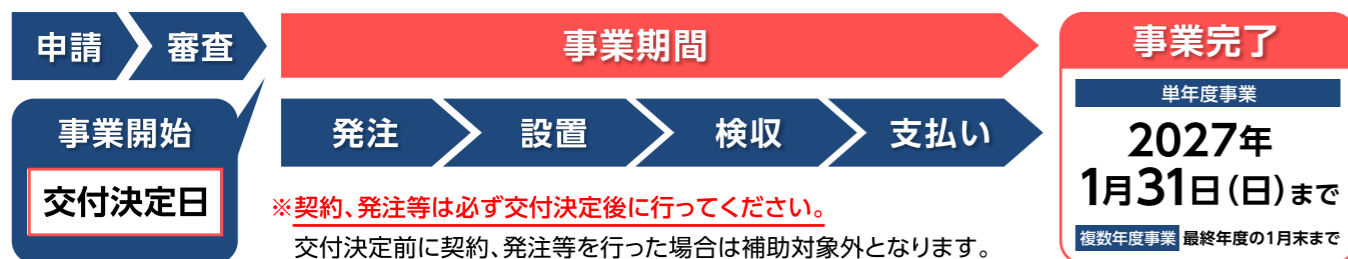 申請
審査
事業期間
事業完了
事業開始
交付決定日
発注
設置
検収
支払い
※契約、発注等は必ず交付決定後に行ってください。
交付決定前に契約、発注等を行った場合は補助対象外となります。
単年度事業
2027年
1月31日(日)まで
複数年度事業 最終年度の1月末まで